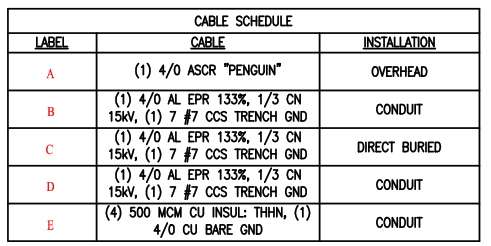 CABLE SCHEDULE
LABEL CABLE INSTALLATION
A (1) 4/0 ASCR "PENGUIN" OVERHEAD
B (1) 4/0 AL EPR 133%, 1/3 CN
15kV, (1) 7 #7 CCS TRENCH GND CONDUIT
C (1) 4/0 AL EPR 133%, 1/3 CN
15kV, (1) 7 #7 CCS TRENCH GND DIRECT BURIED
D (1) 4/0 AL EPR 133%, 1/3 CN
15kV, (1) 7 #7 CCS TRENCH GND CONDUIT
E (4) 500 MCM CU INSUL: THHN, (1)
4/0 CU BARE GND CONDUIT